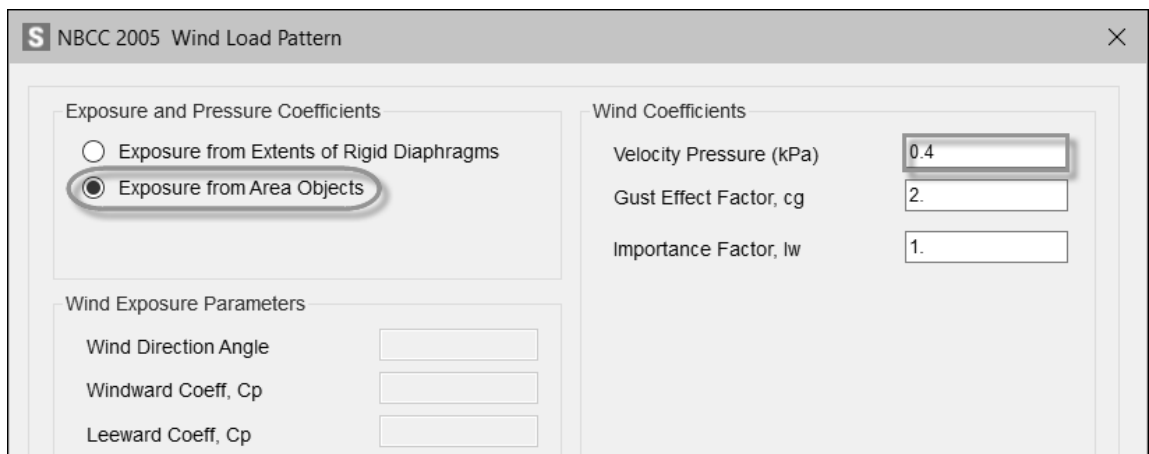 S NBCC 2005 Wind Load Pattern
Exposure and Pressure Coefficients
Exposure from Extents of Rigid Diaphragms
Exposure from Area Objects
Wind Exposure Parameters
Wind Direction Angle
Windward Coeff, Cp
Leeward Coeff, Cp
Wind Coefficients
Velocity Pressure (kPa) 0.4
Gust Effect Factor, cg 2.
Importance Factor, Iw 1.